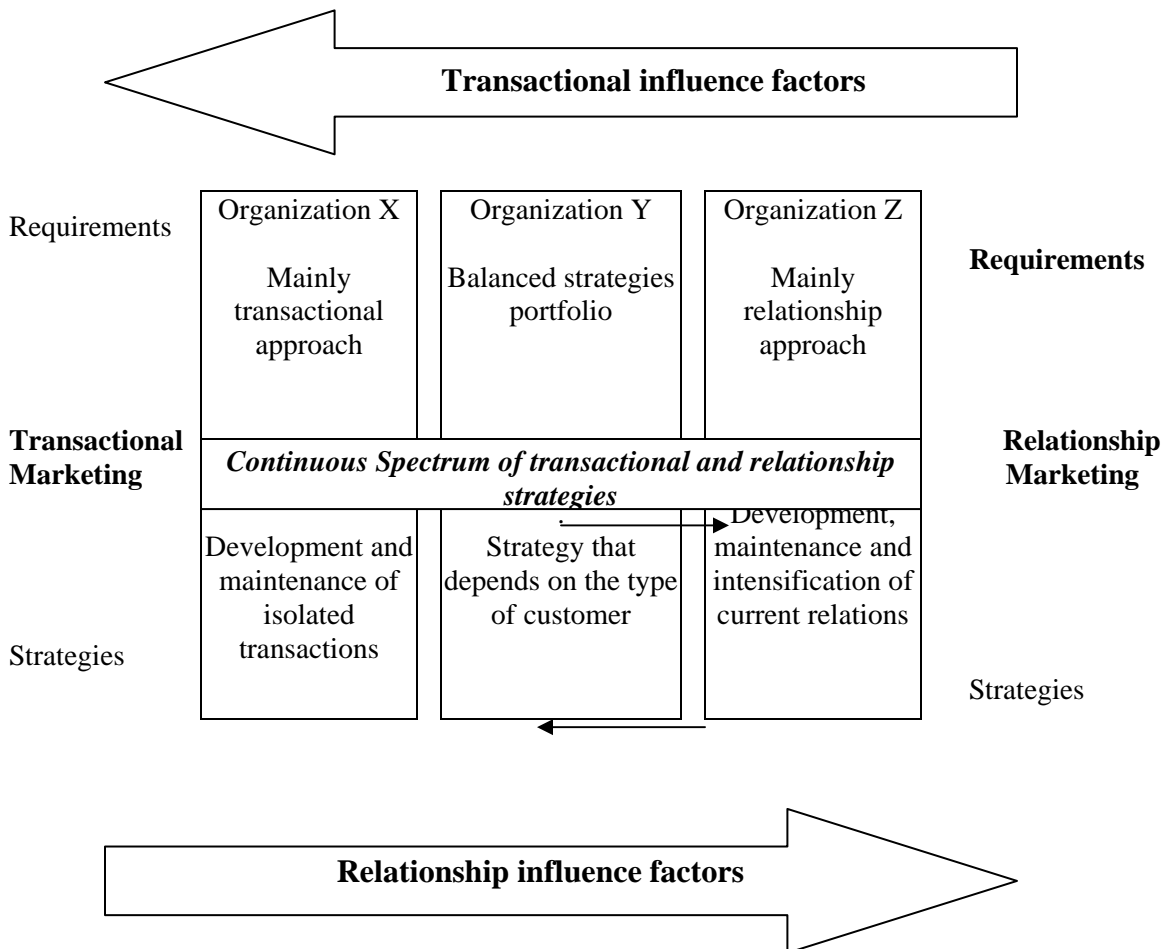 Transactional influence factors
Requirements
Organization X
Mainly
transactional
approach
Organization Y
Balanced strategies
portfolio
Organization Z
Mainly
relationship
approach
Requirements
Transactional
Marketing
Continuous Spectrum of transactional and relationship
strategies
Relationship
Marketing
Development and
maintenance of
isolated
transactions
.
Strategy that
depends on the type
of customer
Development,
maintenance and
intensification of
current relations
Strategies
Strategies
Relationship influence factors